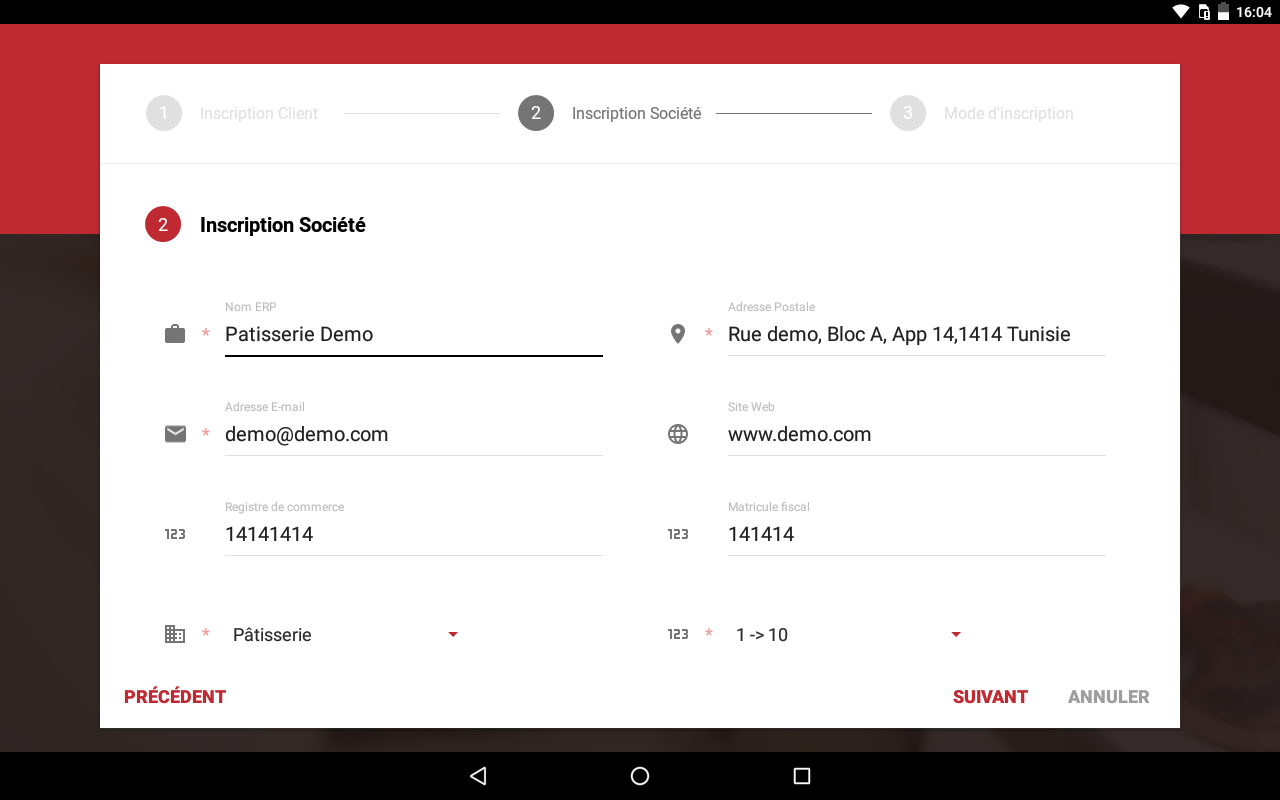 16:04
1 Inscription Client 2 Inscription Société 3 Mode d'inscription
2 Inscription Société
Nom ERP Adresse Postale
* Patisserie Demo * Rue demo, Bloc A, App 14,1414 Tunisie
Adresse E-mail Site Web
* demo@demo.com www.demo.com
Registre de commerce Matricule fiscal
123 14141414 123 141414
* Pâtisserie 123 * 1 -> 10
PRÉCÉDENT SUIVANT ANNULER